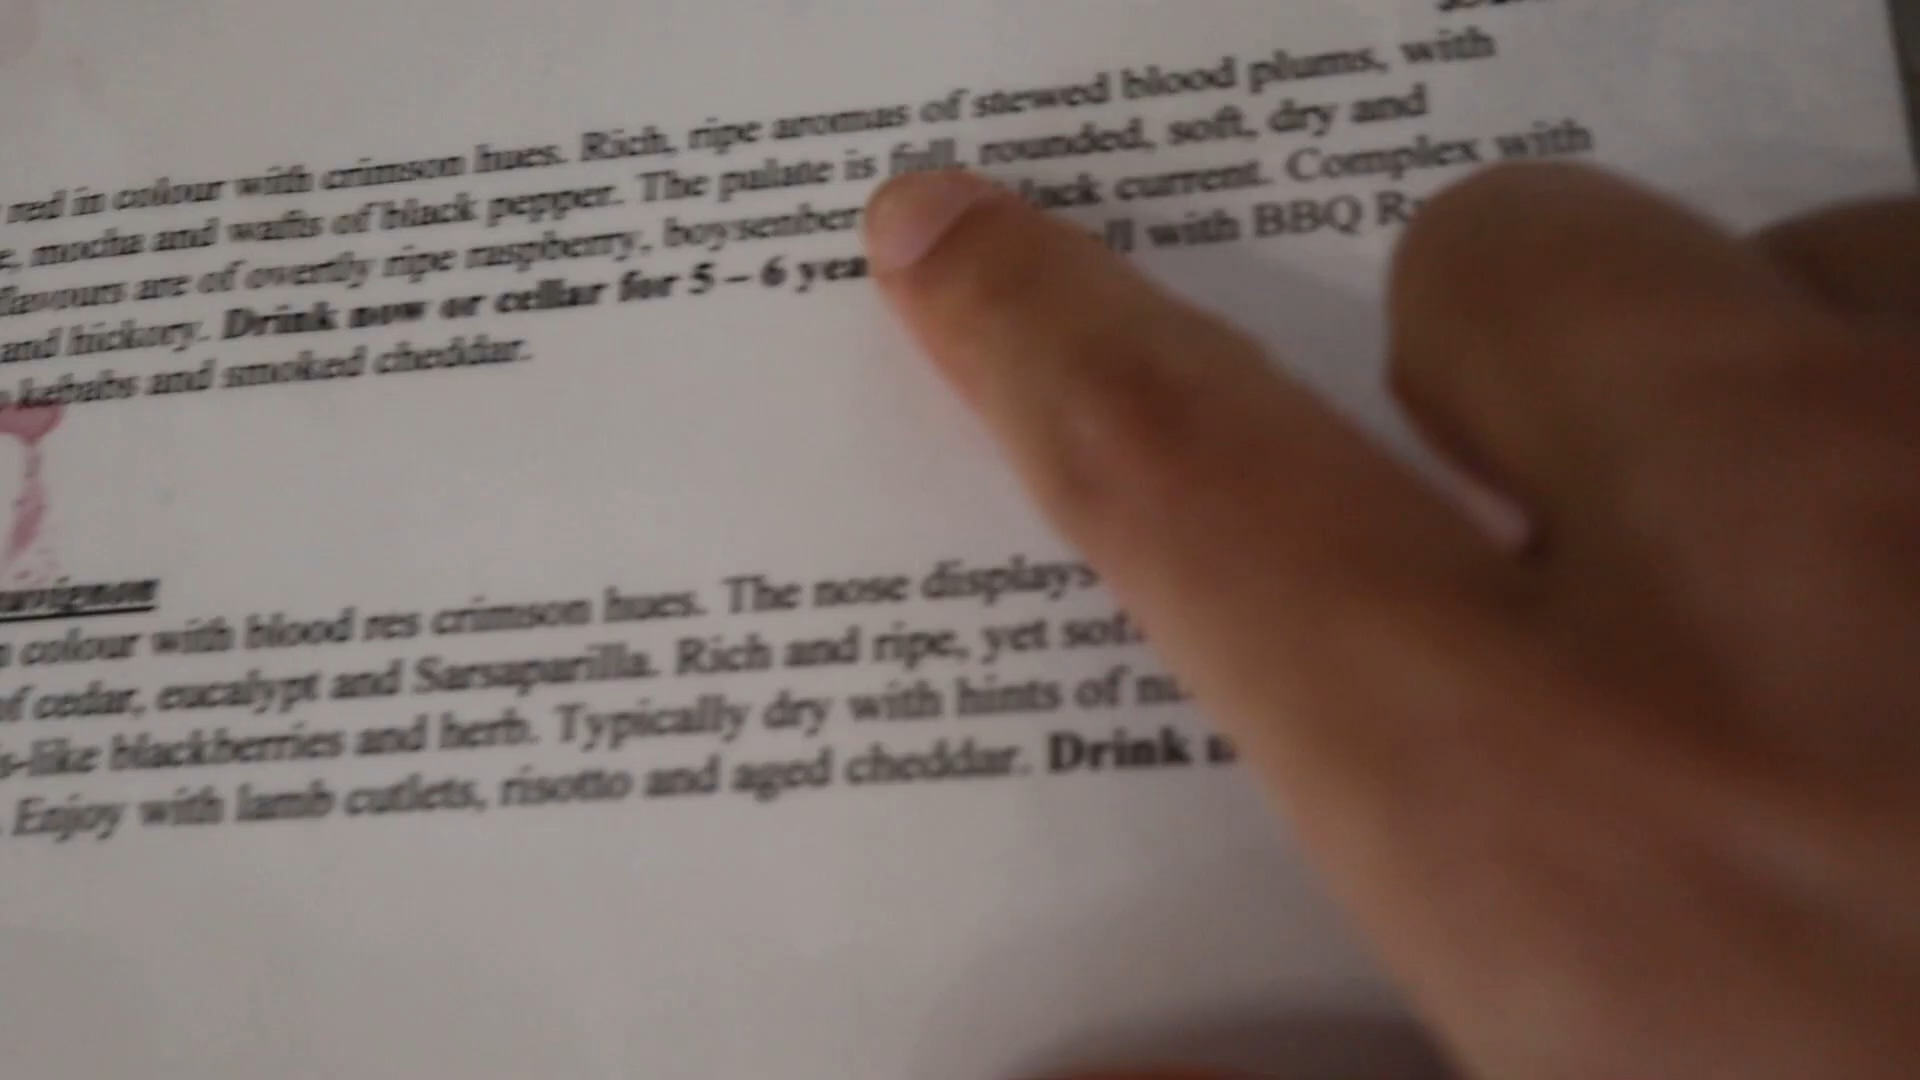 red in colour with crimson hues. Rich, ripe aromas of stewed blood plums, with
mocha and wafts of black pepper. The palate is full, rounded, soft, dry and
flavours are of overtly ripe raspberry, boysenber lack current. Complex with
and hickory. Drink now or cellar for 5 – 6 yea ll with BBQ R
kebabs and smoked cheddar.
uvignon
colour with blood res crimson hues. The nose displays
of cedar, eucalypt and Sarsaparilla. Rich and ripe, yet sof
s-like blackberries and herb. Typically dry with hints of
. Enjoy with lamb cutlets, risotto and aged cheddar. Drink